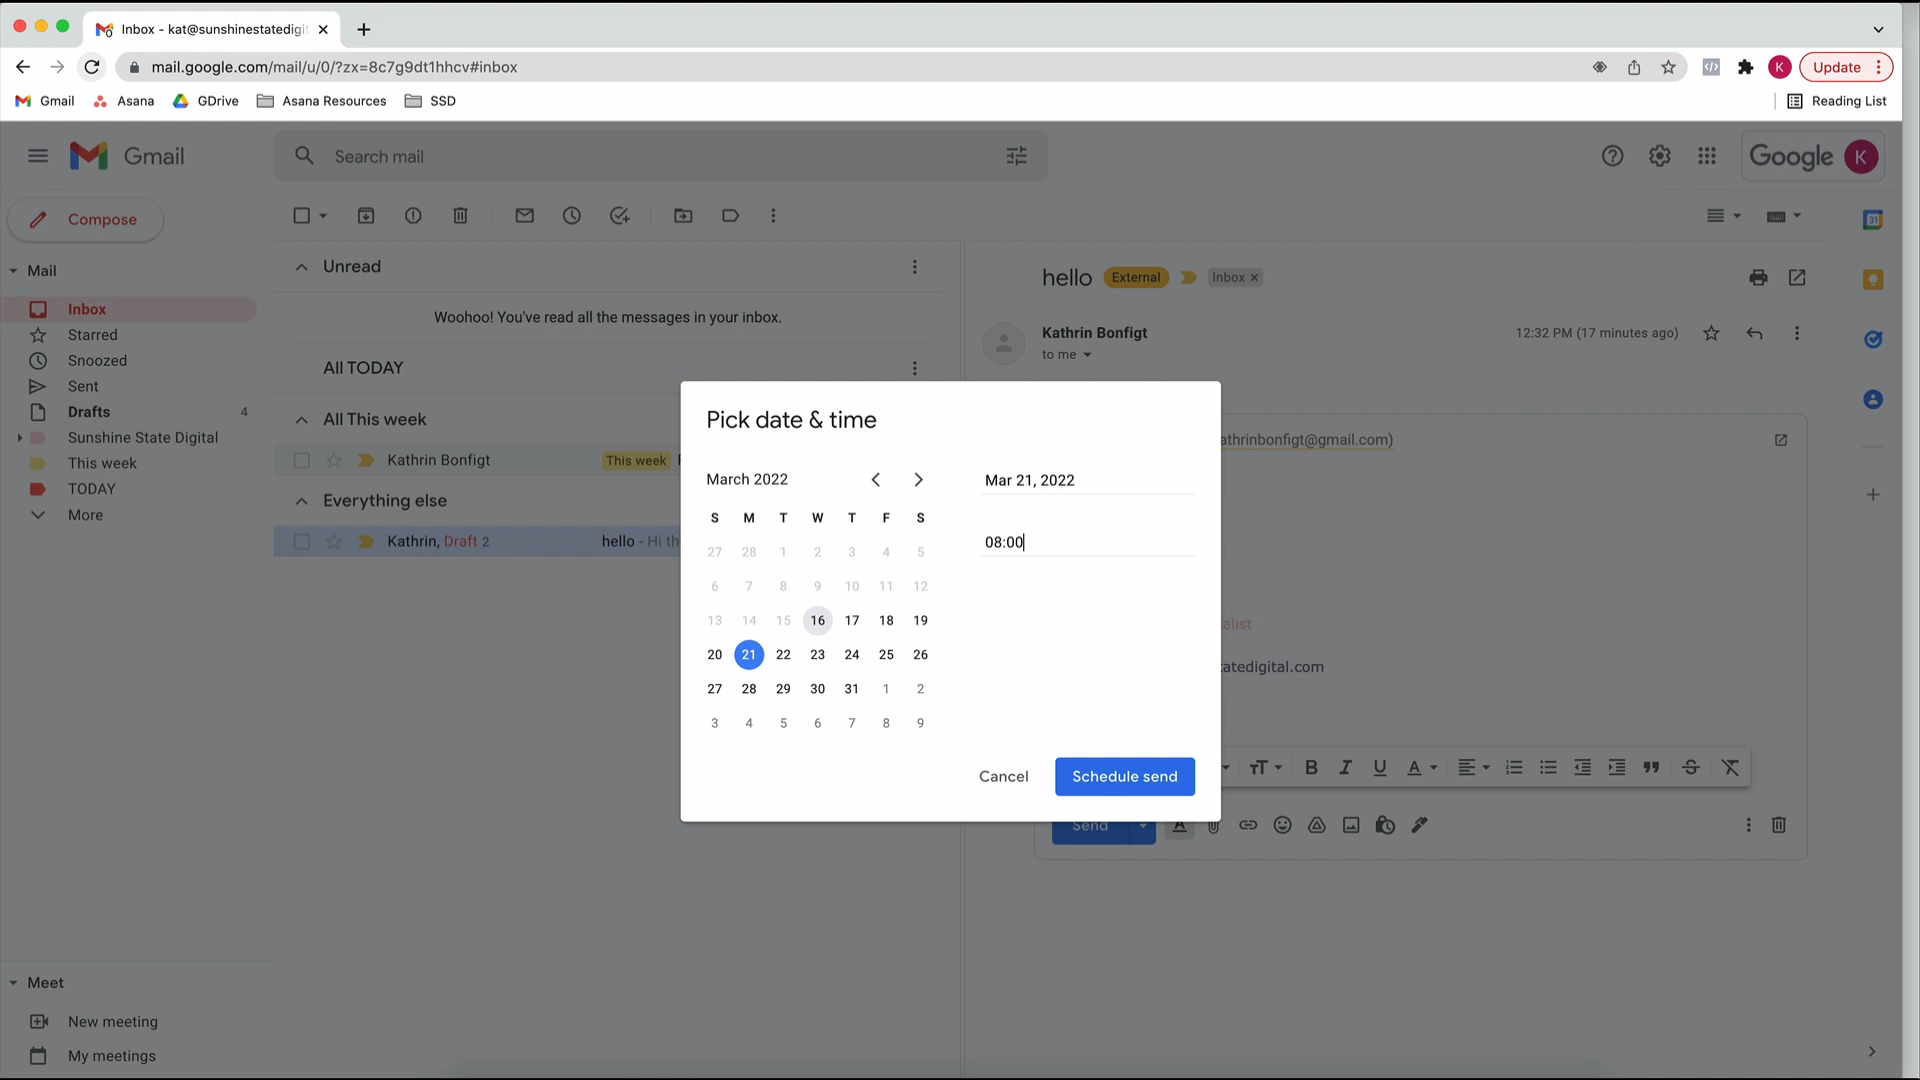 Inbox - kat@sunshinestatedigit
mail.google.com/mail/u/0/?zx=8c7g9dt1hhcv#inbox
K
Update
Gmail
Asana
GDrive
Asana Resources
SSD
Reading List
Gmail
Search mail
Google
K
Compose
Mail
Inbox
Starred
Snoozed
Sent
Drafts 4
Sunshine State Digital
This week
TODAY
More
Unread
Woohoo! You've read all the messages in your inbox.
All TODAY
All This week
Kathrin Bonfigt This week
Everything else
Kathrin, Draft 2 hello - Hi th
hello External Inbox ×
31
Kathrin Bonfigt 12:32 PM (17 minutes ago)
to me
athrinbonfigt@gmail.com)
Pick date & time
March 2022
S M T W T F S
27 28 1 2 3 4 5
6 7 8 9 10 11 12
13 14 15 16 17 18 19
20 21 22 23 24 25 26
27 28 29 30 31 1 2
3 4 5 6 7 8 9
Mar 21, 2022
08:00
Cancel
Schedule send
alist
tatedigital.com
Send
Meet
New meeting
My meetings